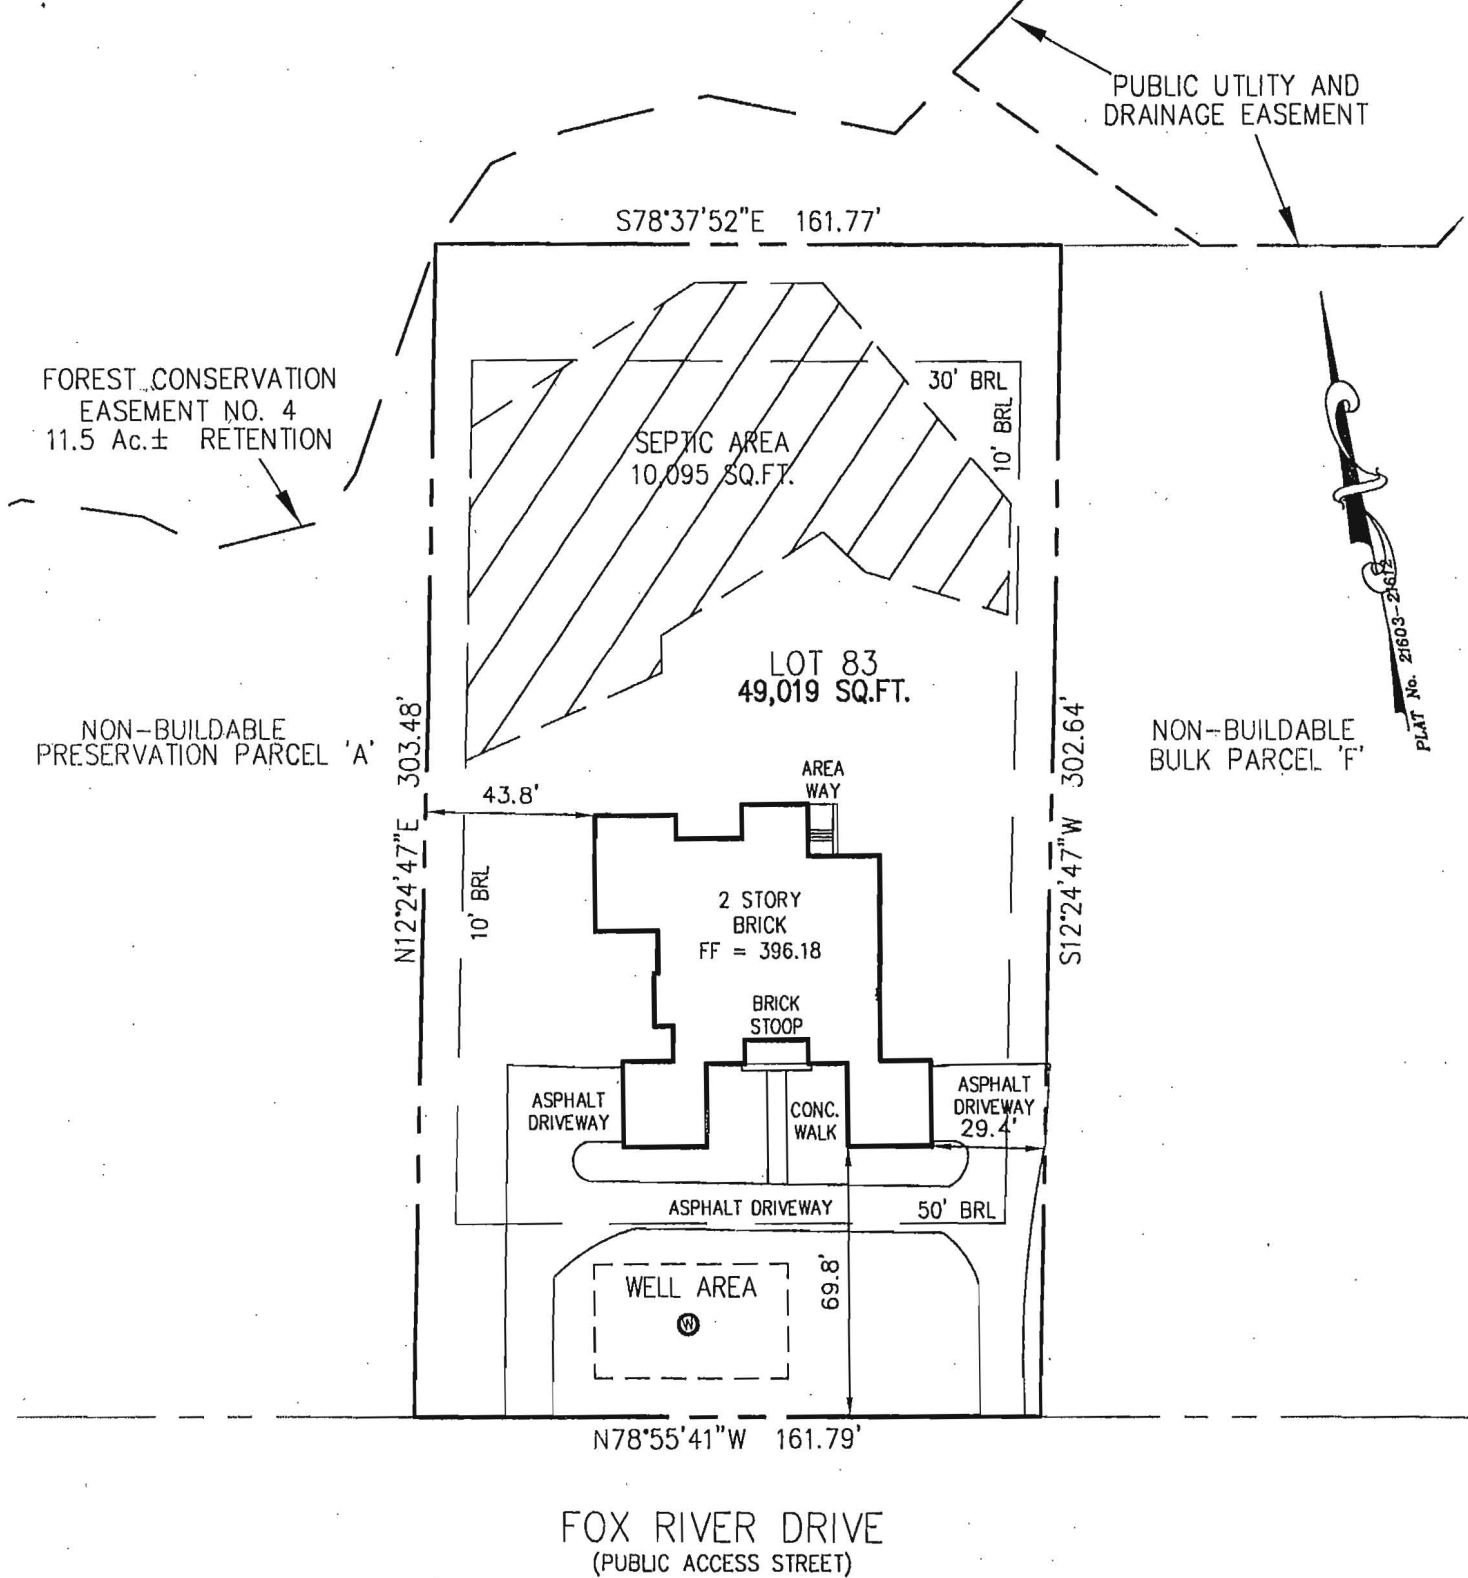 PUBLIC UTLITY AND
DRAINAGE EASEMENT
S78°37'52"E 161.77'
FOREST CONSERVATION
EASEMENT NO. 4
11.5 Ac.± RETENTION
30' BRL
10' BRL
SEPTIC AREA
10,095 SQ.FT.
PLAT No. 21603-21612
LOT 83
49,019 SQ.FT.
NON-BUILDABLE
PRESERVATION PARCEL 'A'
N12°24'47"E 303.48'
S12°24'47"W 302.64'
NON-BUILDABLE
BULK PARCEL 'F'
AREA
WAY
43.8'
10' BRL
2 STORY
BRICK
FF = 396.18
BRICK
STOOP
ASPHALT
DRIVEWAY
CONC.
WALK
ASPHALT
DRIVEWAY
29.4'
ASPHALT DRIVEWAY
50' BRL
69.8'
WELL AREA
W
N78°55'41"W 161.79'
FOX RIVER DRIVE
(PUBLIC ACCESS STREET)